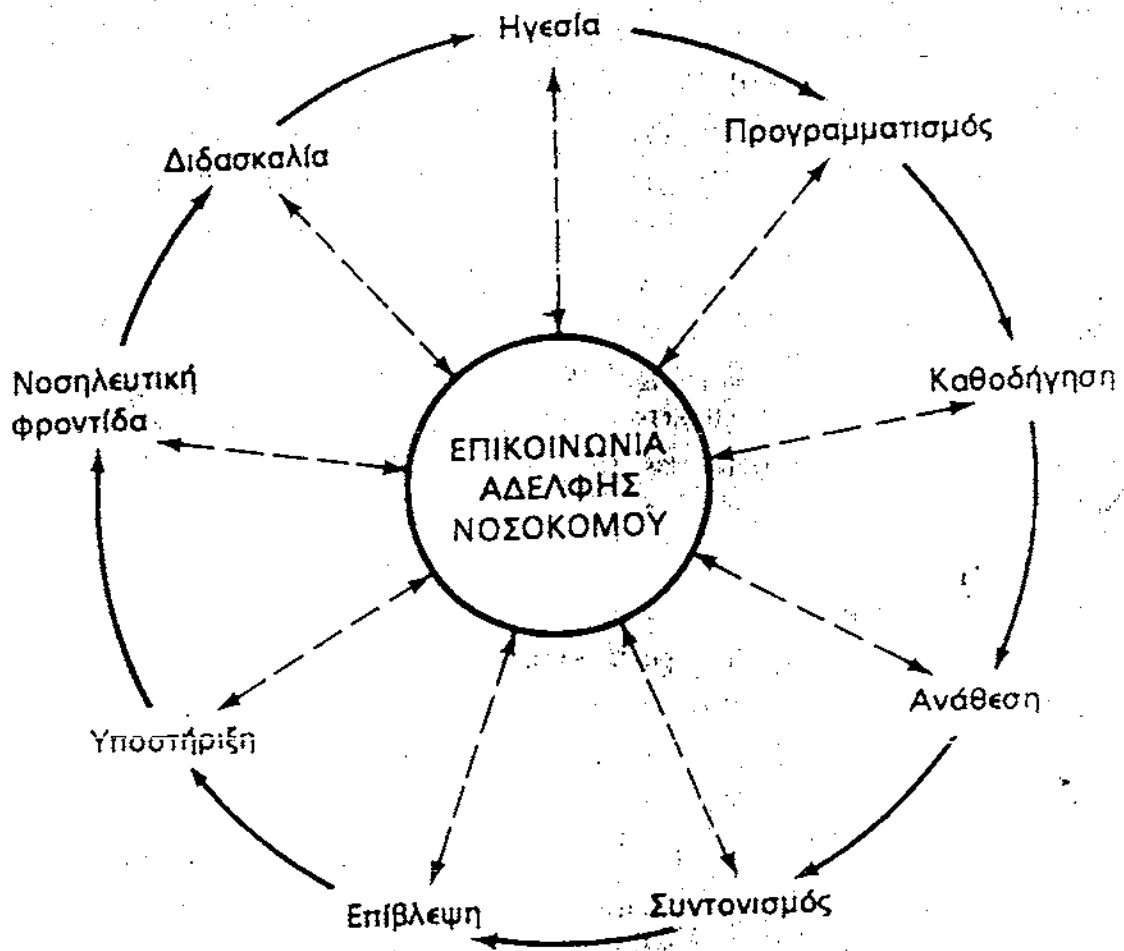 Ηγεσία
Προγραμματισμός
Καθοδήγηση
Ανάθεση
Συντονισμός
Επίβλεψη
Υποστήριξη
Νοσηλευτική
φροντίδα
Διδασκαλία
ΕΠΙΚΟΙΝΩΝΙΑ
ΑΔΕΛΦΗΣ
ΝΟΣΟΚΟΜΟΥ